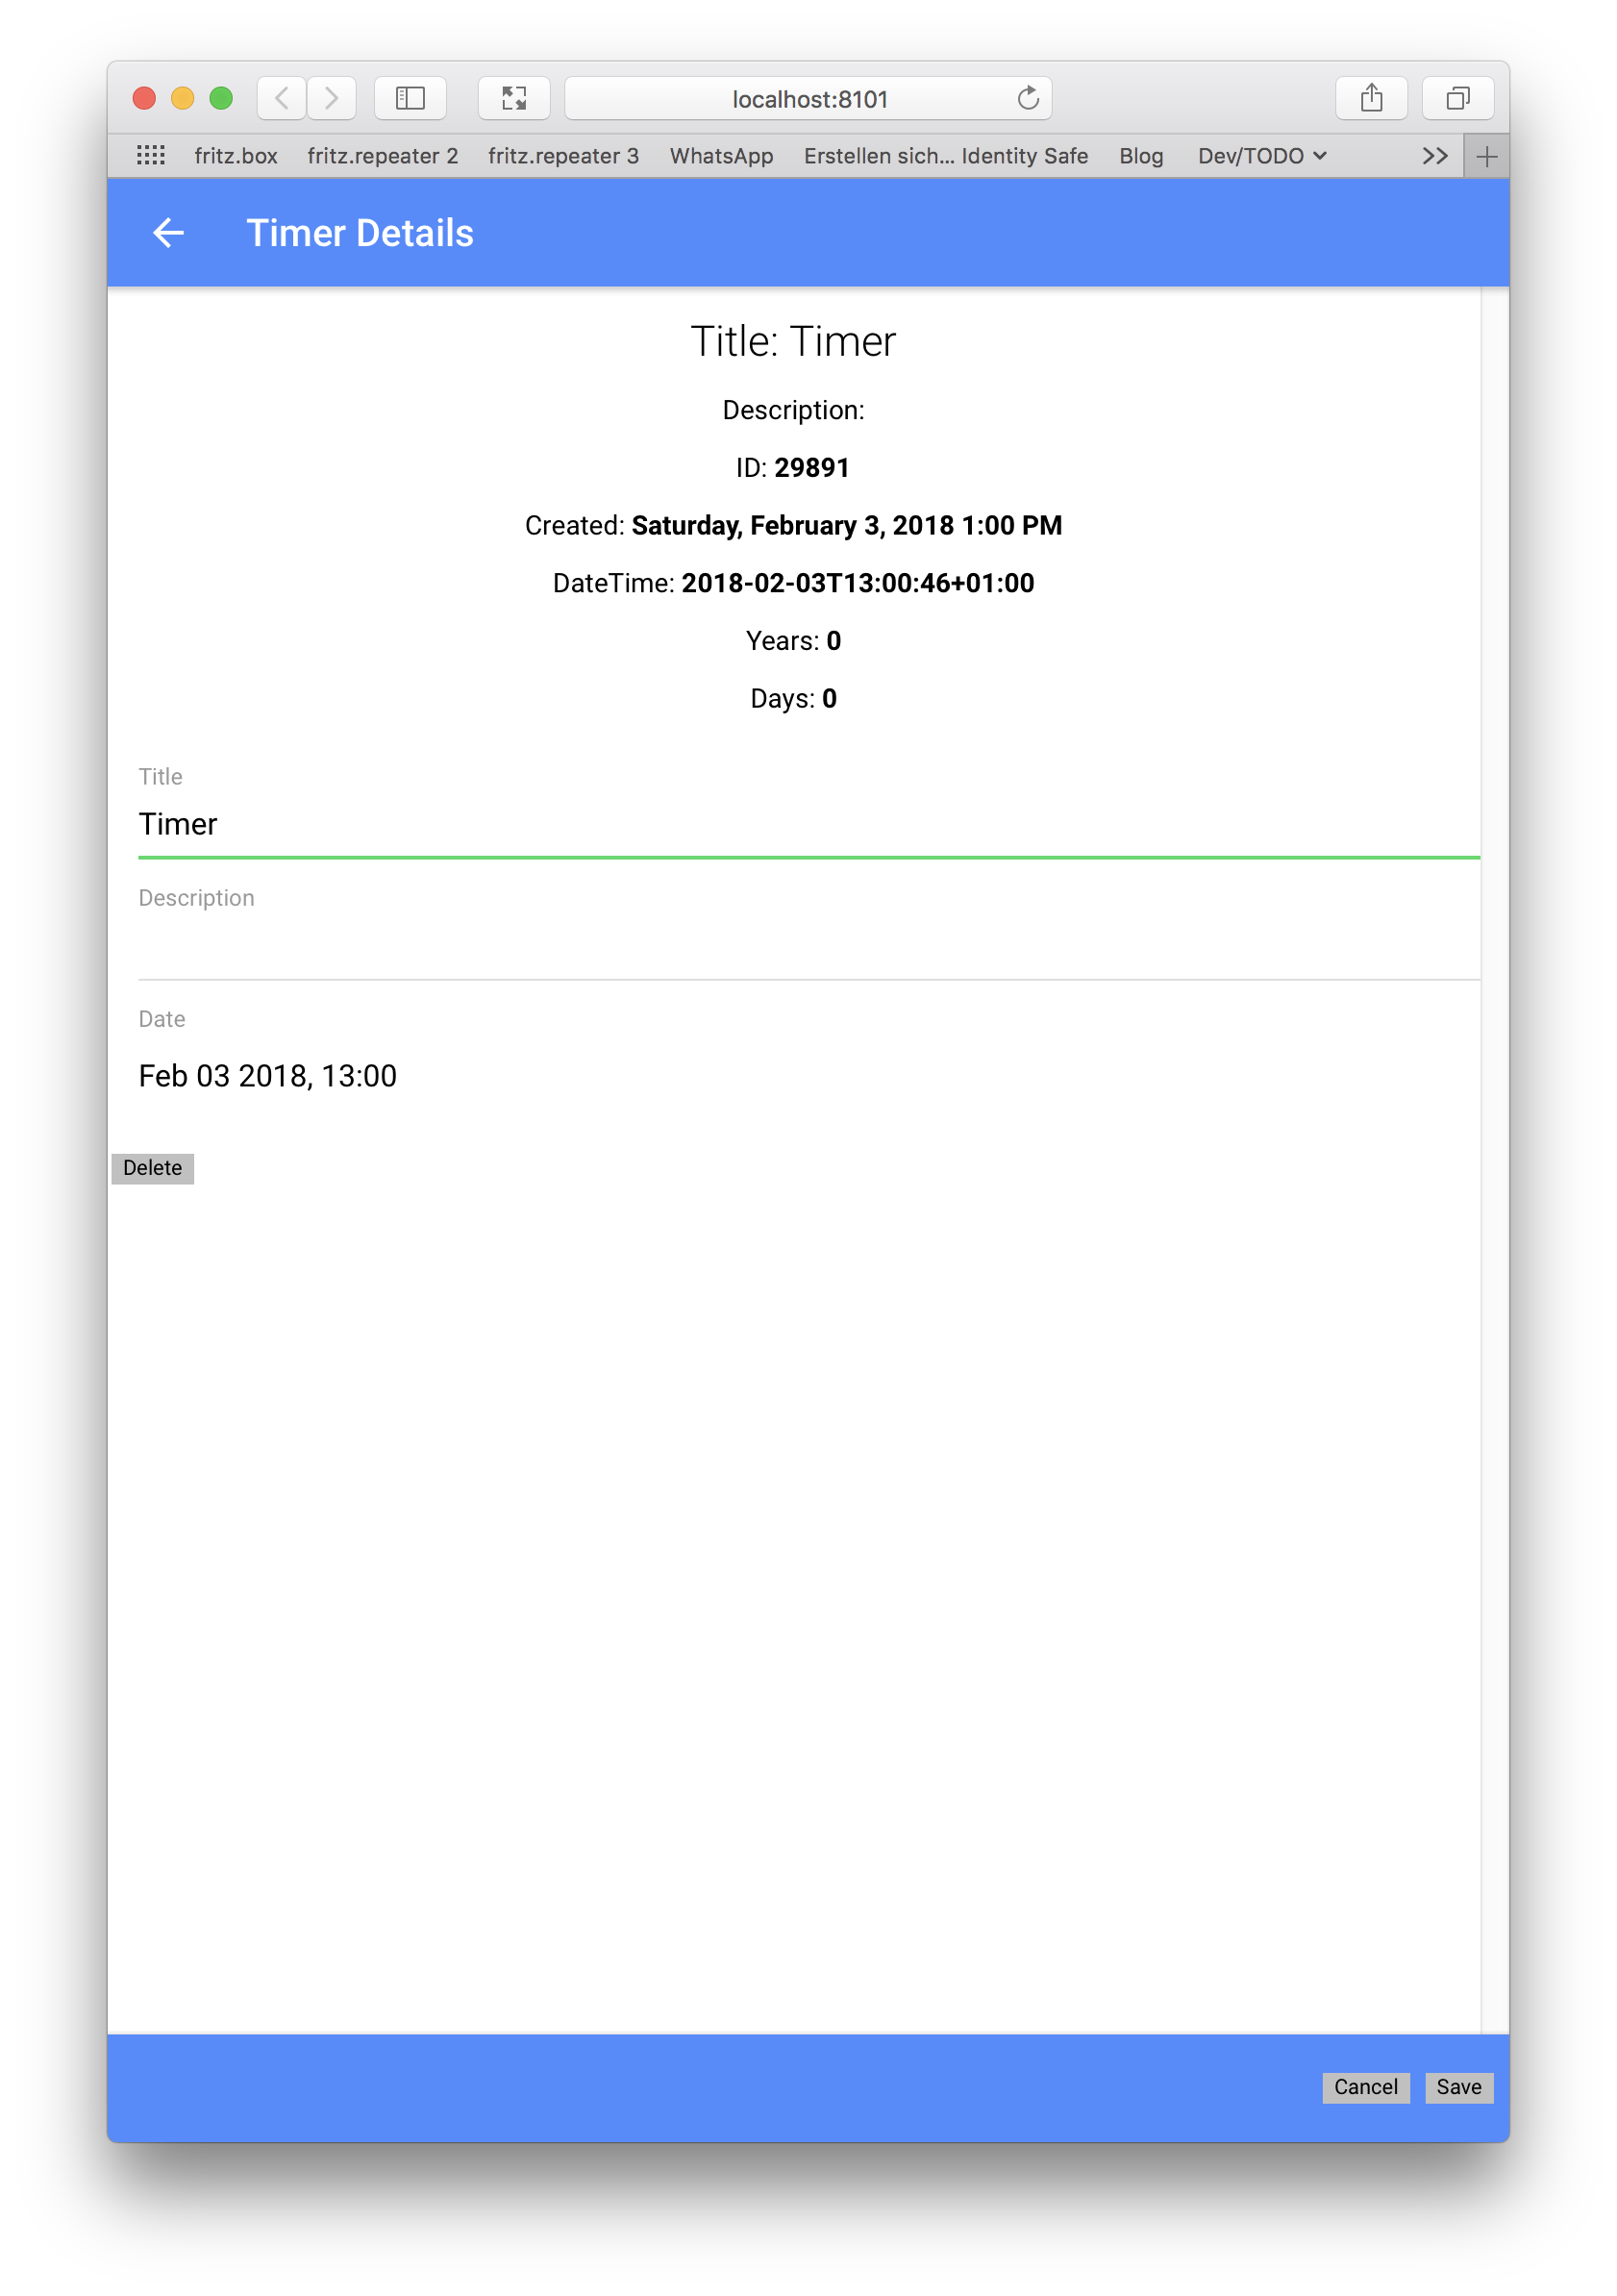 localhost:8101
fritz.box fritz.repeater 2 fritz.repeater 3 WhatsApp Erstellen sich... Identity Safe Blog Dev/TODO
Timer Details
Title: Timer
Description:
ID: 29891
Created: Saturday, February 3, 2018 1:00 PM
DateTime: 2018-02-03T13:00:46+01:00
Years: 0
Days: 0
Title
Timer
Description
Date
Feb 03 2018, 13:00
Delete
Cancel Save